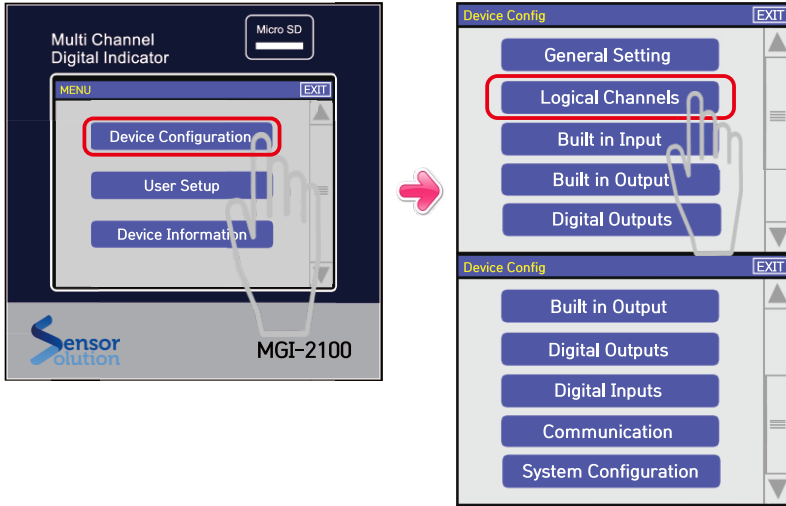 Multi Channel
Digital Indicator
Micro SD
MENU
EXIT
Device Configuration
User Setup
Device Information
Sensor
Solution
MGI-2100
Device Config
EXIT
General Setting
Logical Channels
Built in Input
Built in Output
Digital Outputs
Device Config
EXIT
Built in Output
Digital Outputs
Digital Inputs
Communication
System Configuration